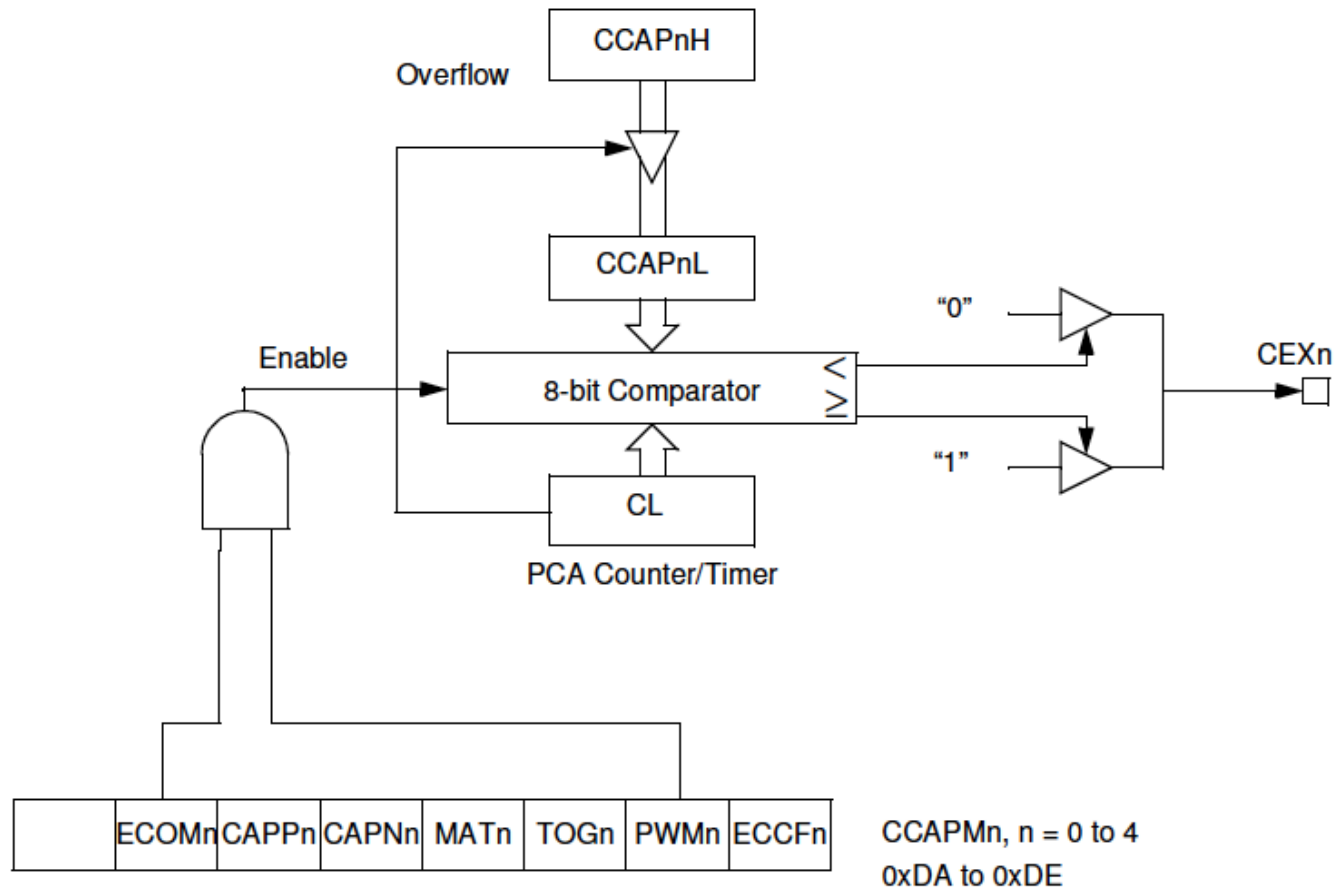 CCAPnH
Overflow
CCAPnL
“0”
Enable
CEXn
8-bit Comparator
<
≥
“1”
CL
PCA Counter/Timer
ECOMn CAPPn CAPNn MATn TOGn PWMn ECCFn
CCAPMn, n = 0 to 4
0xDA to 0xDE